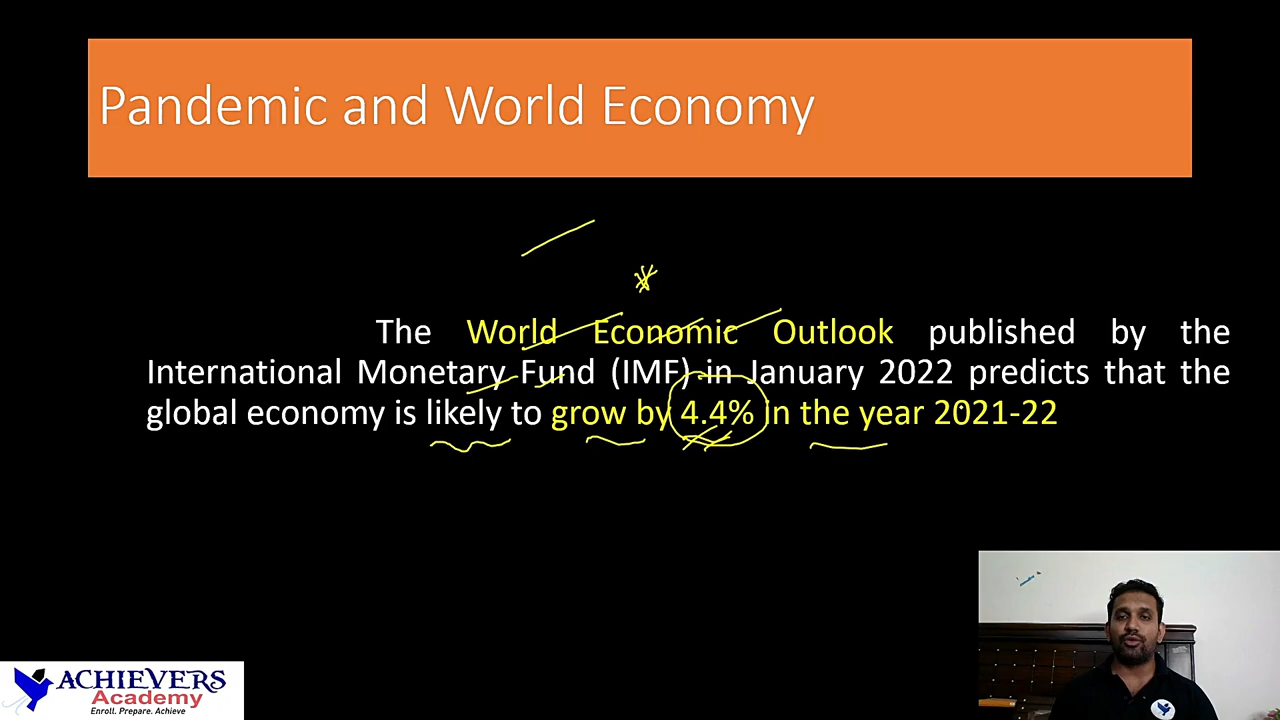 Pandemic and World Economy
The World Economic Outlook published by the
International Monetary Fund (IMF) in January 2022 predicts that the
global economy is likely to grow by 4.4% in the year 2021-22
ACHIEVERS
Academy
Enroll. Prepare. Achieve